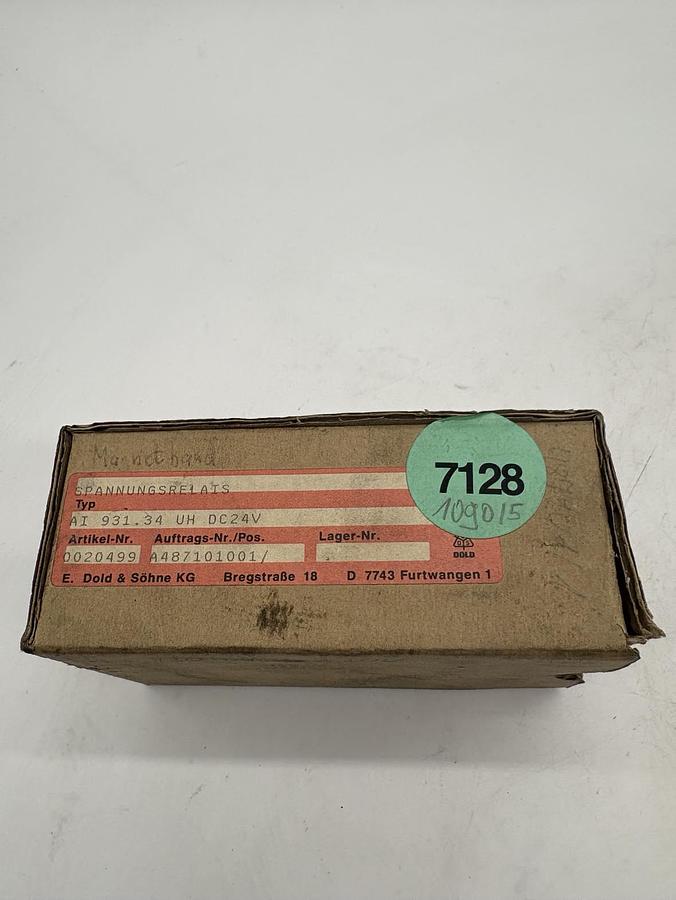 Magnetband
SPANNUNGSRELAIS
Typ
AI 931.34 UH DC24V
Artikel-Nr. Auftrags-Nr./Pos. Lager-Nr.
0020499 A487101001/
E. Dold & Söhne KG Bregstraße 18 D 7743 Furtwangen 1
7128
109015
DOLD